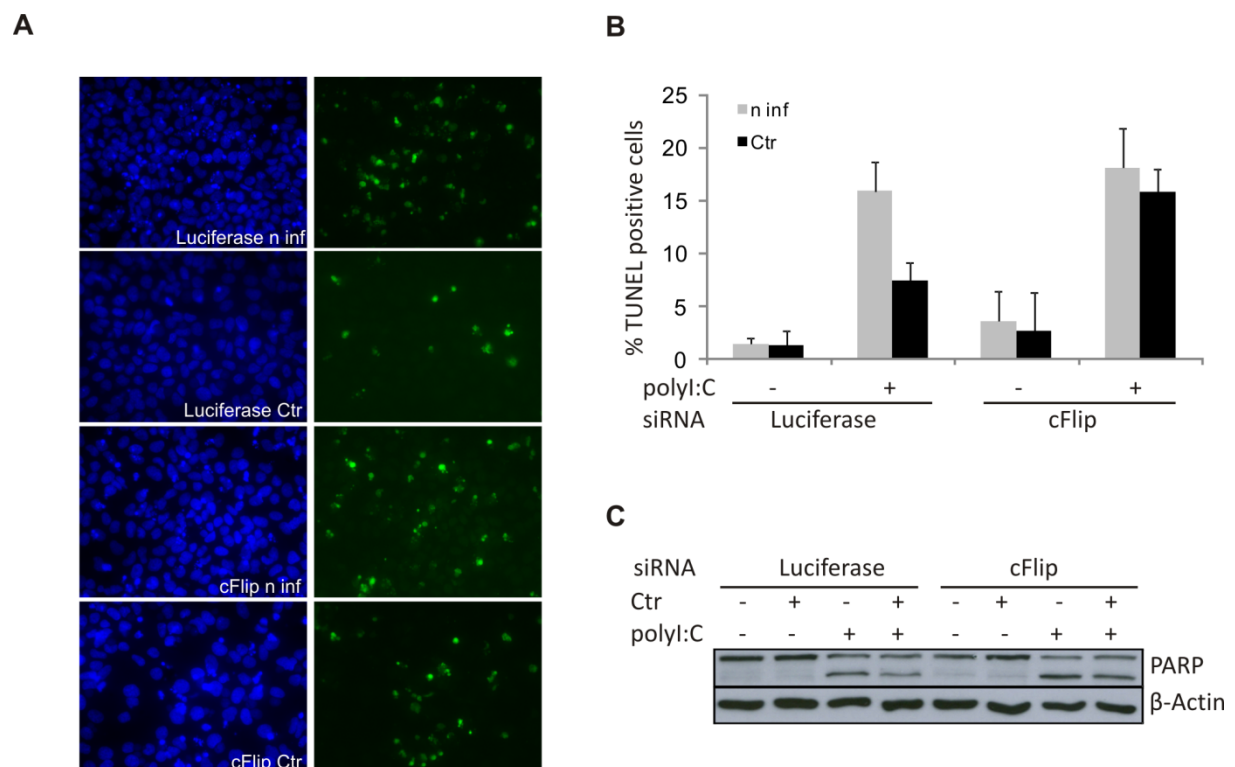 A
Luciferase n inf
Luciferase Ctr
cFlip n inf
cFlip Ctr
B
% TUNEL positive cells
25
20
15
10
5
0
n inf
Ctr
polyI:C - + - +
siRNA Luciferase cFlip
C
siRNA Luciferase cFlip
Ctr - + - + - + - +
polyI:C - - + + - - + +
PARP
β-Actin